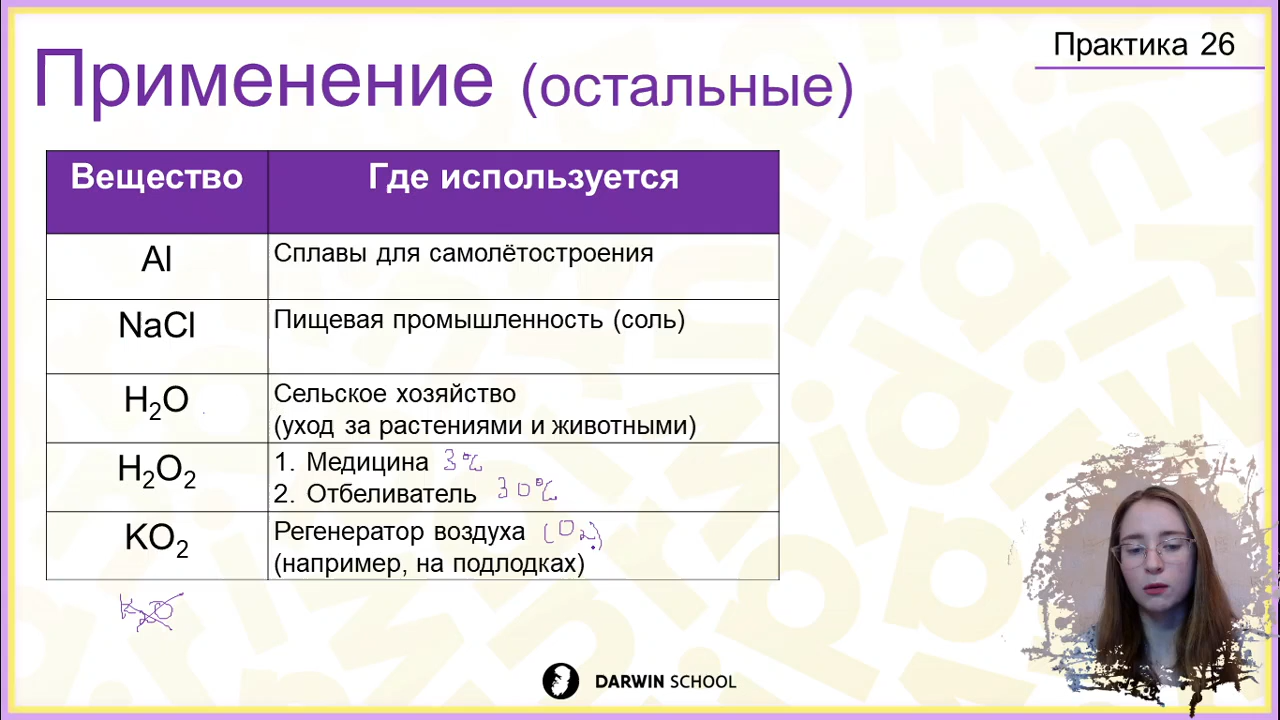 Практика 26
Применение (остальные)
Вещество Где используется
Al Сплавы для самолётостроения
NaCl Пищевая промышленность (соль)
H₂O Сельское хозяйство
(уход за растениями и животными)
H₂O₂ 1. Медицина 3%
2. Отбеливатель 30%
KO₂ Регенератор воздуха (O₂)
(например, на подлодках)
K₂O
DARWIN SCHOOL